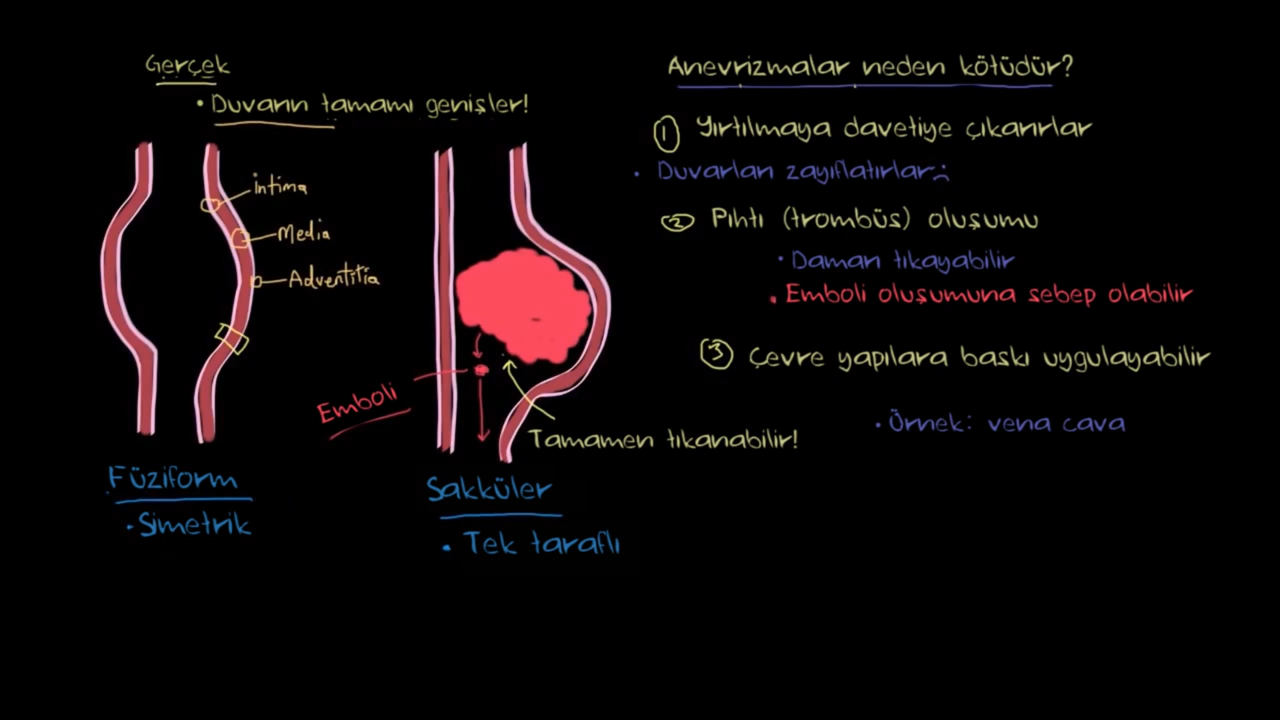 Gerçek
• Duvarın tamamı genişler!
İntima
Media
Adventitia
Emboli
Tamamen tıkanabilir!
Füziform
• Simetrik
Sakküler
• Tek taraflı
Anevrizmalar neden kötüdür?
① Yırtılmaya davetiye çıkarırlar
• Duvarları zayıflatırlar :(
② Pıhtı (trombüs) oluşumu
• Damarı tıkayabilir
• Emboli oluşumuna sebep olabilir
③ Çevre yapılara baskı uygulayabilir
• Örnek: vena cava